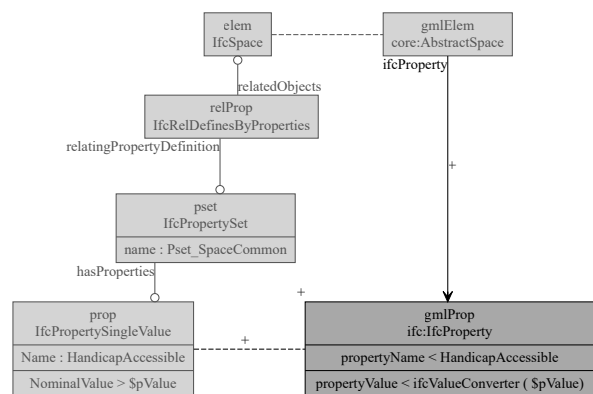 elem
IfcSpace
gmlElem
core:AbstractSpace
ifcProperty
relatedObjects
relProp
IfcRelDefinesByProperties
relatingPropertyDefinition
+
pset
IfcPropertySet
name : Pset_SpaceCommon
hasProperties
+
prop
IfcPropertySingleValue
Name : HandicapAccessible
NominalValue > $pValue
+
gmlProp
ifc:IfcProperty
propertyName < HandicapAccessible
propertyValue < ifcValueConverter ( $pValue)